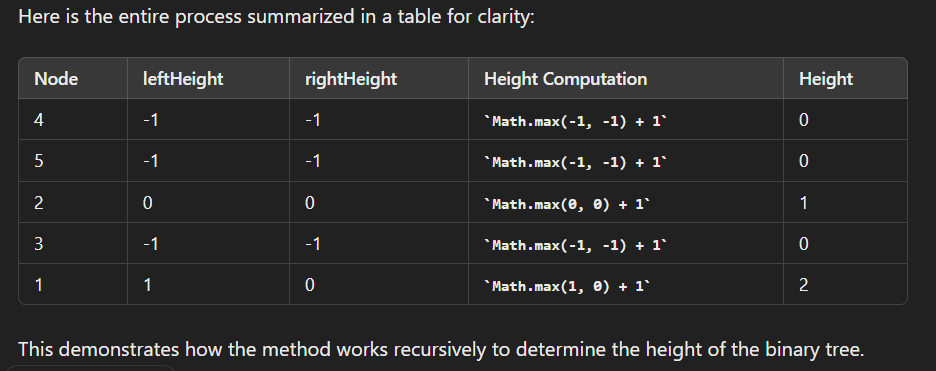 Here is the entire process summarized in a table for clarity:
Node leftHeight rightHeight Height Computation Height
4 -1 -1 `Math.max(-1, -1) + 1` 0
5 -1 -1 `Math.max(-1, -1) + 1` 0
2 0 0 `Math.max(0, 0) + 1` 1
3 -1 -1 `Math.max(-1, -1) + 1` 0
1 1 0 `Math.max(1, 0) + 1` 2
This demonstrates how the method works recursively to determine the height of the binary tree.